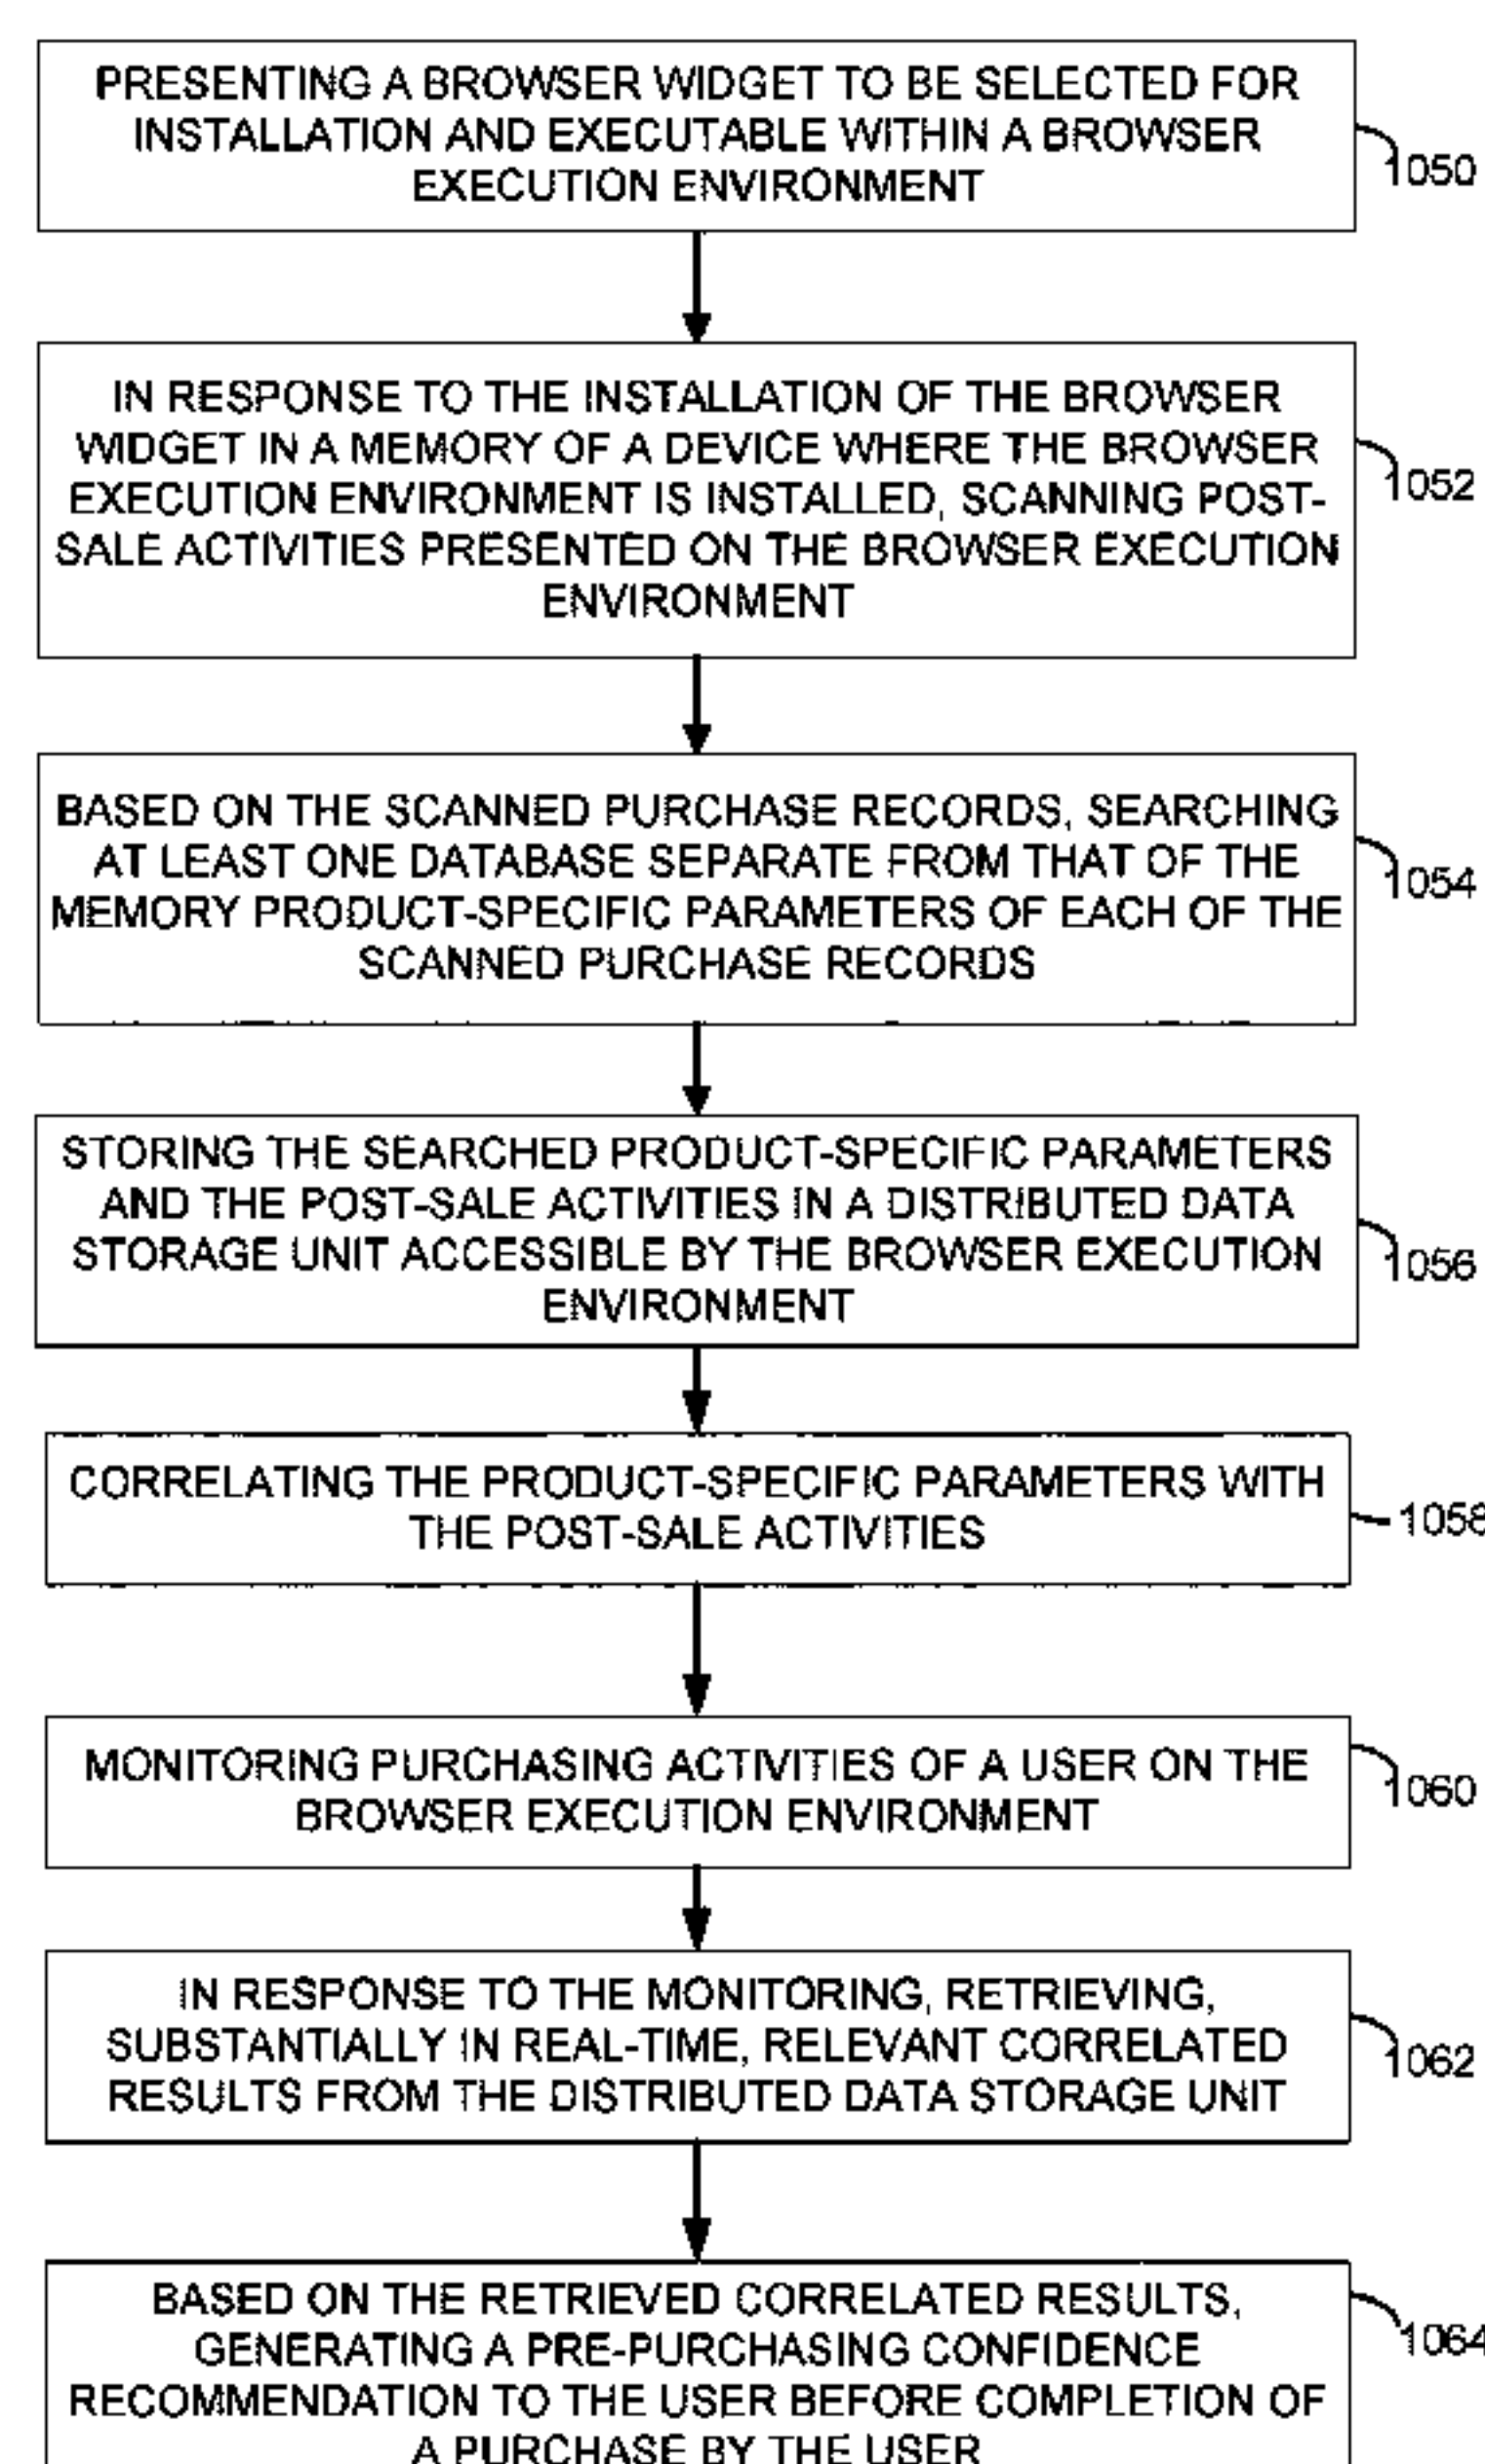 PRESENTING A BROWSER WIDGET TO BE SELECTED FOR
INSTALLATION AND EXECUTABLE WITHIN A BROWSER
EXECUTION ENVIRONMENT
1050
IN RESPONSE TO THE INSTALLATION OF THE BROWSER
WIDGET IN A MEMORY OF A DEVICE WHERE THE BROWSER
EXECUTION ENVIRONMENT IS INSTALLED, SCANNING POST-
SALE ACTIVITIES PRESENTED ON THE BROWSER EXECUTION
ENVIRONMENT
1052
BASED ON THE SCANNED PURCHASE RECORDS, SEARCHING
AT LEAST ONE DATABASE SEPARATE FROM THAT OF THE
MEMORY PRODUCT-SPECIFIC PARAMETERS OF EACH OF THE
SCANNED PURCHASE RECORDS
1054
STORING THE SEARCHED PRODUCT-SPECIFIC PARAMETERS
AND THE POST-SALE ACTIVITIES IN A DISTRIBUTED DATA
STORAGE UNIT ACCESSIBLE BY THE BROWSER EXECUTION
ENVIRONMENT
1056
CORRELATING THE PRODUCT-SPECIFIC PARAMETERS WITH
THE POST-SALE ACTIVITIES
1058
MONITORING PURCHASING ACTIVITIES OF A USER ON THE
BROWSER EXECUTION ENVIRONMENT
1060
IN RESPONSE TO THE MONITORING, RETRIEVING,
SUBSTANTIALLY IN REAL-TIME, RELEVANT CORRELATED
RESULTS FROM THE DISTRIBUTED DATA STORAGE UNIT
1062
BASED ON THE RETRIEVED CORRELATED RESULTS,
GENERATING A PRE-PURCHASING CONFIDENCE
RECOMMENDATION TO THE USER BEFORE COMPLETION OF
A PURCHASE BY THE USER
1064